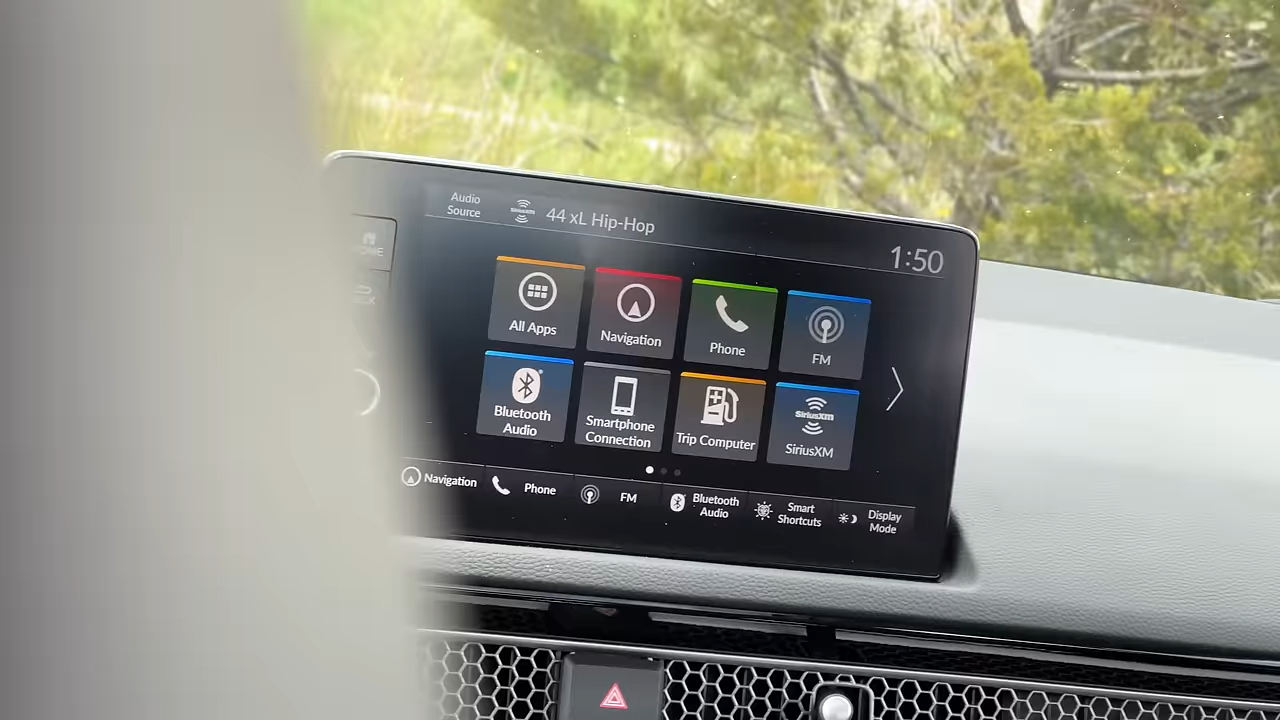 Audio
Source
SiriusXM
44 xL Hip-Hop
1:50
All Apps
Navigation
Phone
FM
Bluetooth
Audio
Smartphone
Connection
Trip Computer
SiriusXM
SiriusXM
Navigation
Phone
FM
Bluetooth
Audio
Smart
Shortcuts
Display
Mode